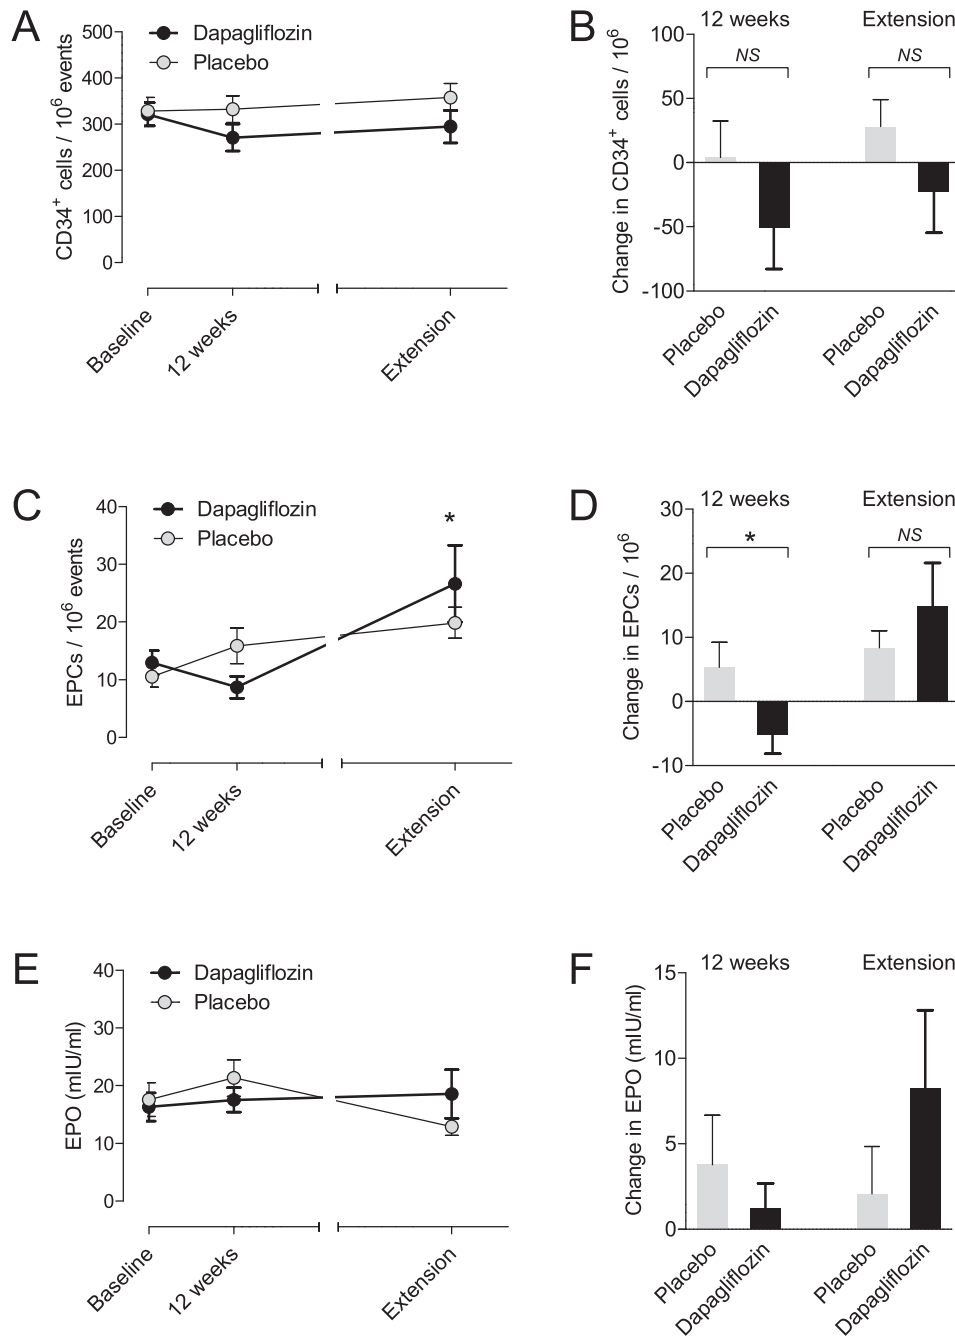 A
Dapagliflozin
Placebo
CD34+ cells / 10^6 events
500
400
300
200
100
0
Baseline
12 weeks
Extension
B
12 weeks
Extension
NS
NS
Change in CD34+ cells / 10^6
100
50
0
-50
-100
Placebo
Dapagliflozin
Placebo
Dapagliflozin
C
Dapagliflozin
Placebo
*
EPCs / 10^6 events
40
30
20
10
0
Baseline
12 weeks
Extension
D
12 weeks
Extension
*
NS
Change in EPCs / 10^6
30
20
10
0
-10
Placebo
Dapagliflozin
Placebo
Dapagliflozin
E
Dapagliflozin
Placebo
EPO (mIU/ml)
40
30
20
10
0
Baseline
12 weeks
Extension
F
12 weeks
Extension
Change in EPO (mIU/ml)
15
10
5
0
Placebo
Dapagliflozin
Placebo
Dapagliflozin